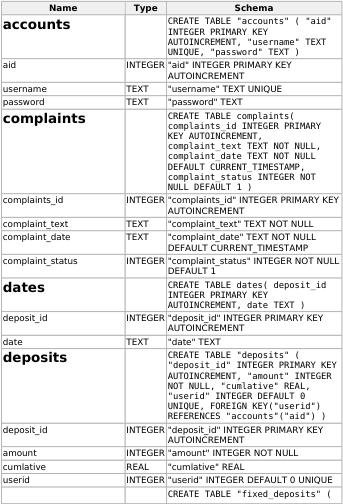 Name Type Schema
accounts CREATE TABLE "accounts" ( "aid"
INTEGER PRIMARY KEY
AUTOINCREMENT, "username" TEXT
UNIQUE, "password" TEXT )
aid INTEGER "aid" INTEGER PRIMARY KEY
AUTOINCREMENT
username TEXT "username" TEXT UNIQUE
password TEXT "password" TEXT
complaints CREATE TABLE complaints(
complaints_id INTEGER PRIMARY
KEY AUTOINCREMENT,
complaint_text TEXT NOT NULL,
complaint_date TEXT NOT NULL
DEFAULT CURRENT_TIMESTAMP,
complaint_status INTEGER NOT
NULL DEFAULT 1 )
complaints_id INTEGER "complaints_id" INTEGER PRIMARY KEY
AUTOINCREMENT
complaint_text TEXT "complaint_text" TEXT NOT NULL
complaint_date TEXT "complaint_date" TEXT NOT NULL
DEFAULT CURRENT_TIMESTAMP
complaint_status INTEGER "complaint_status" INTEGER NOT NULL
DEFAULT 1
dates CREATE TABLE dates( deposit_id
INTEGER PRIMARY KEY
AUTOINCREMENT, date TEXT )
deposit_id INTEGER "deposit_id" INTEGER PRIMARY KEY
AUTOINCREMENT
date TEXT "date" TEXT
deposits CREATE TABLE "deposits" (
"deposit_id" INTEGER PRIMARY KEY
AUTOINCREMENT, "amount" INTEGER
NOT NULL, "cumlative" REAL,
"userid" INTEGER DEFAULT 0
UNIQUE, FOREIGN KEY("userid")
REFERENCES "accounts"("aid") )
deposit_id INTEGER "deposit_id" INTEGER PRIMARY KEY
AUTOINCREMENT
amount INTEGER "amount" INTEGER NOT NULL
cumlative REAL "cumlative" REAL
userid INTEGER "userid" INTEGER DEFAULT 0 UNIQUE
CREATE TABLE "fixed_deposits" (